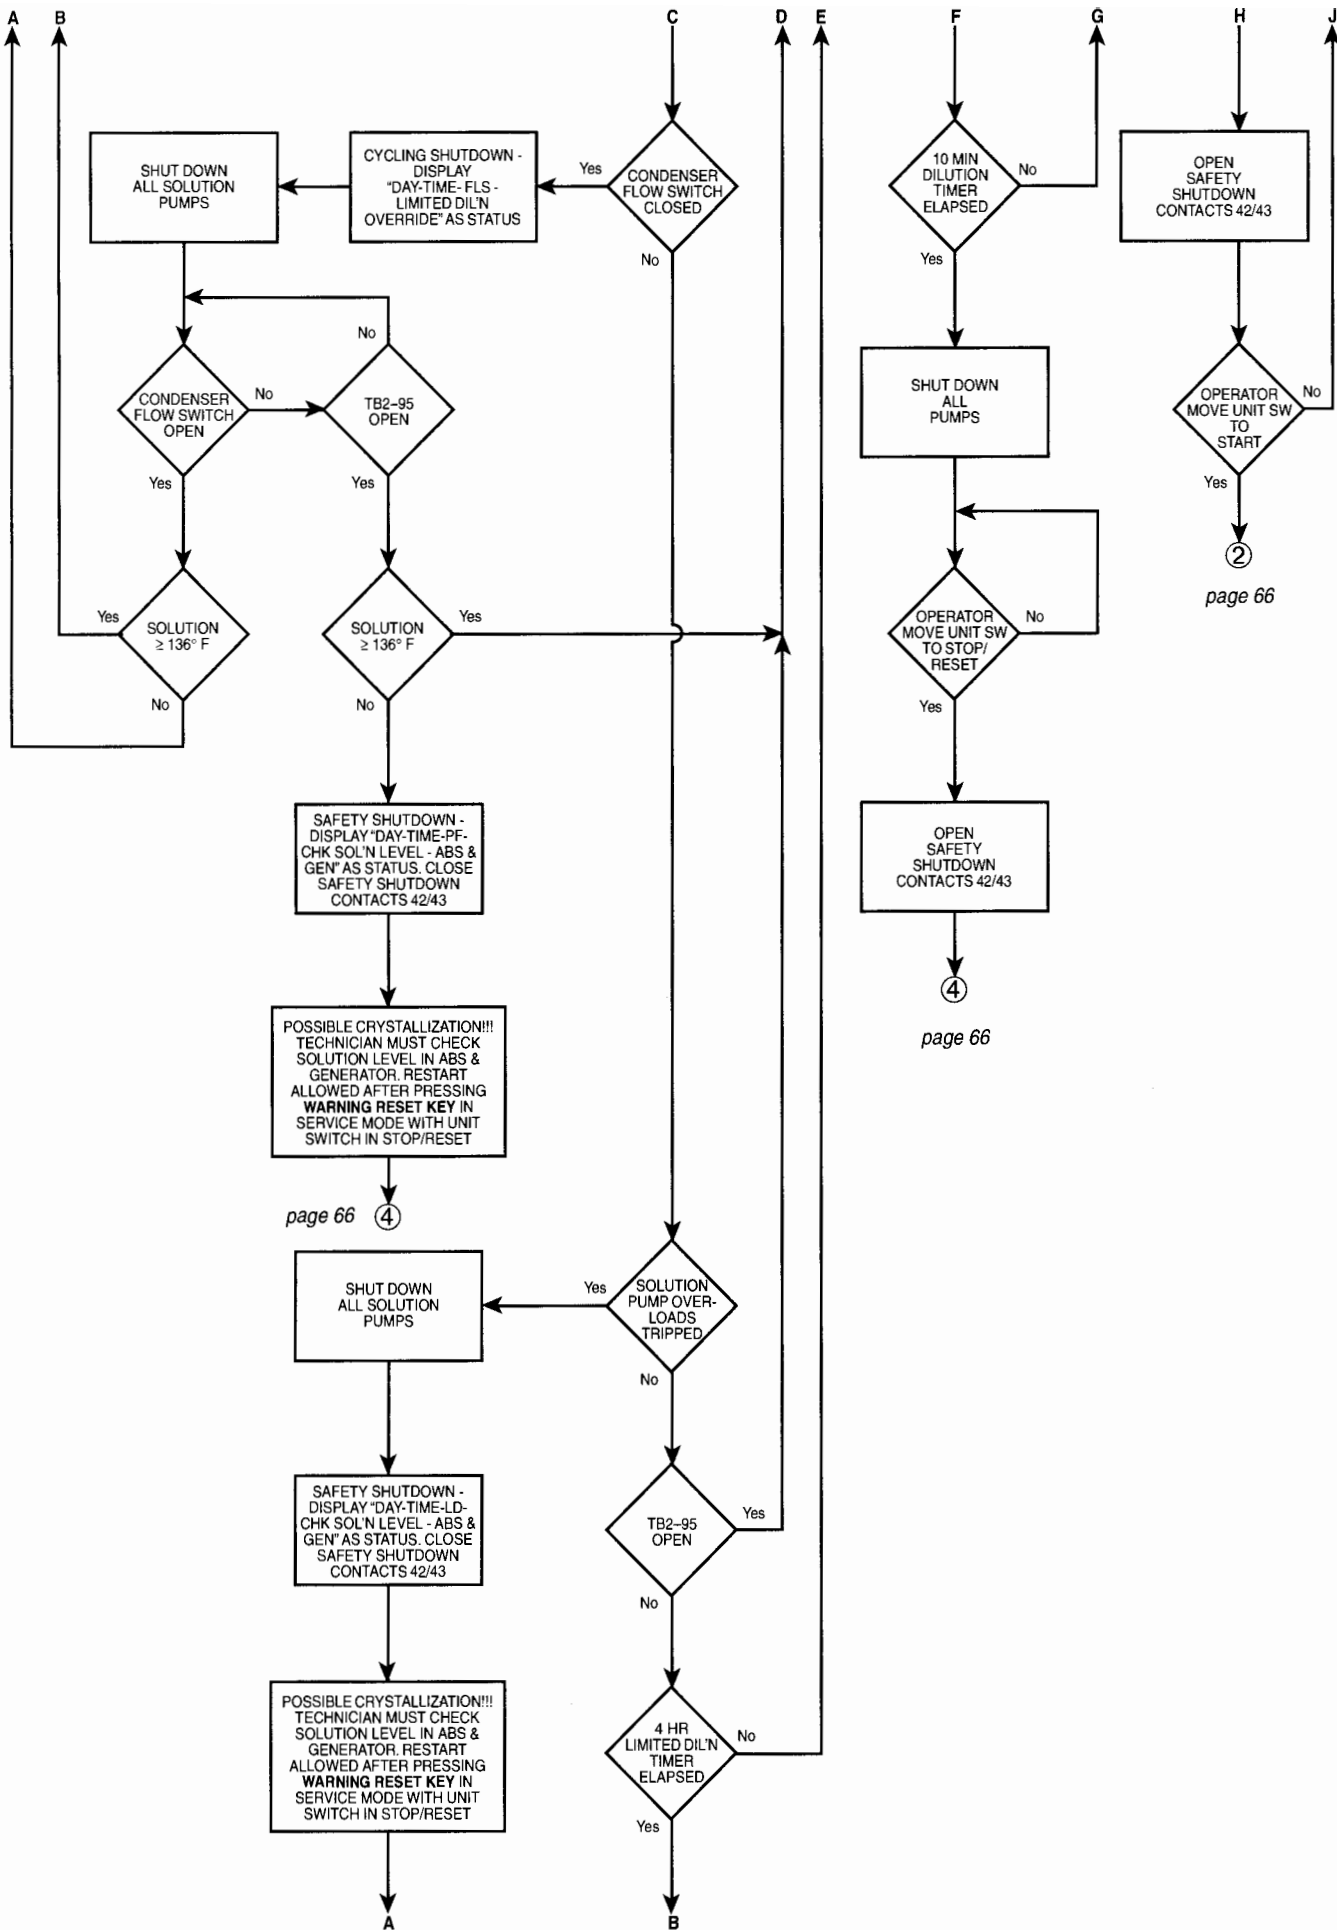 A B C D E F G H J
SHUT DOWN
ALL SOLUTION
PUMPS
CYCLING SHUTDOWN -
DISPLAY
"DAY-TIME- FLS -
LIMITED DIL'N
OVERRIDE" AS STATUS
Yes
CONDENSER
FLOW SWITCH
CLOSED
No
10 MIN
DILUTION
TIMER
ELAPSED
No
Yes
OPEN
SAFETY
SHUTDOWN
CONTACTS 42/43
No
CONDENSER
FLOW SWITCH
OPEN
No
Yes
TB2–95
OPEN
Yes
SHUT DOWN
ALL
PUMPS
OPERATOR
MOVE UNIT SW
TO
START
No
Yes
2
page 66
Yes
SOLUTION
≥ 136° F
No
SOLUTION
≥ 136° F
Yes
No
OPERATOR
MOVE UNIT SW
TO STOP/
RESET
No
Yes
SAFETY SHUTDOWN -
DISPLAY "DAY-TIME-PF-
CHK SOL'N LEVEL - ABS &
GEN" AS STATUS. CLOSE
SAFETY SHUTDOWN
CONTACTS 42/43
OPEN
SAFETY
SHUTDOWN
CONTACTS 42/43
4
page 66
POSSIBLE CRYSTALLIZATION!!!
TECHNICIAN MUST CHECK
SOLUTION LEVEL IN ABS &
GENERATOR. RESTART
ALLOWED AFTER PRESSING
WARNING RESET KEY IN
SERVICE MODE WITH UNIT
SWITCH IN STOP/RESET
page 66 4
SHUT DOWN
ALL SOLUTION
PUMPS
Yes
SOLUTION
PUMP OVER-
LOADS
TRIPPED
No
SAFETY SHUTDOWN -
DISPLAY "DAY-TIME-LD-
CHK SOL'N LEVEL - ABS &
GEN" AS STATUS. CLOSE
SAFETY SHUTDOWN
CONTACTS 42/43
TB2–95
OPEN
Yes
No
POSSIBLE CRYSTALLIZATION!!!
TECHNICIAN MUST CHECK
SOLUTION LEVEL IN ABS &
GENERATOR. RESTART
ALLOWED AFTER PRESSING
WARNING RESET KEY IN
SERVICE MODE WITH UNIT
SWITCH IN STOP/RESET
4 HR
LIMITED DIL'N
TIMER
ELAPSED
No
Yes
A B